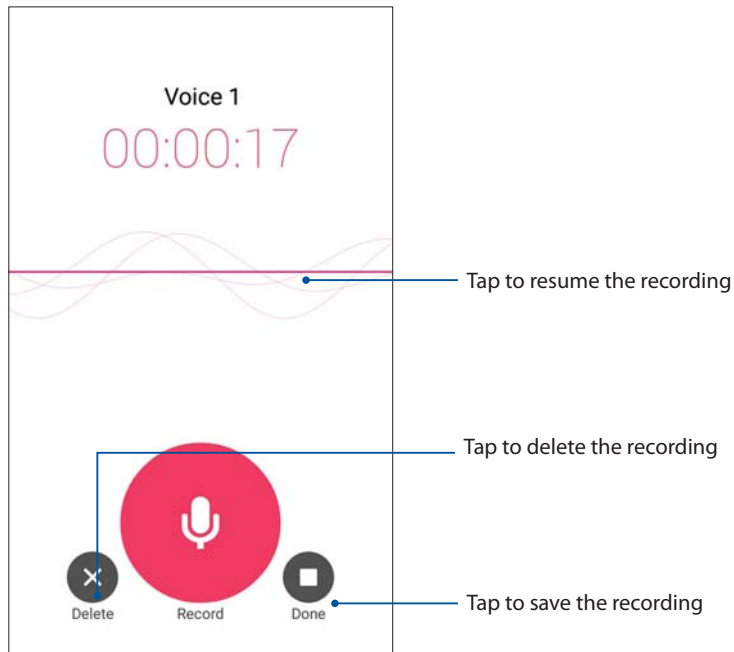 Voice 1
00:00:17
Tap to resume the recording
Tap to delete the recording
Delete
Record
Done
Tap to save the recording